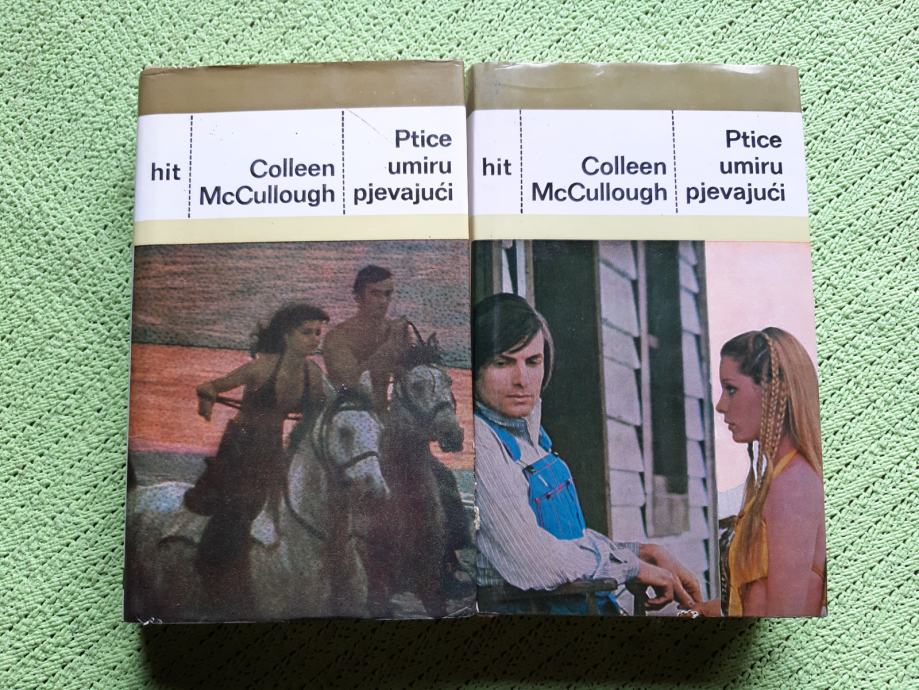 hit
Colleen
McCullough
Ptice
umiru
pjevajući
hit
Colleen
McCullough
Ptice
umiru
pjevajući